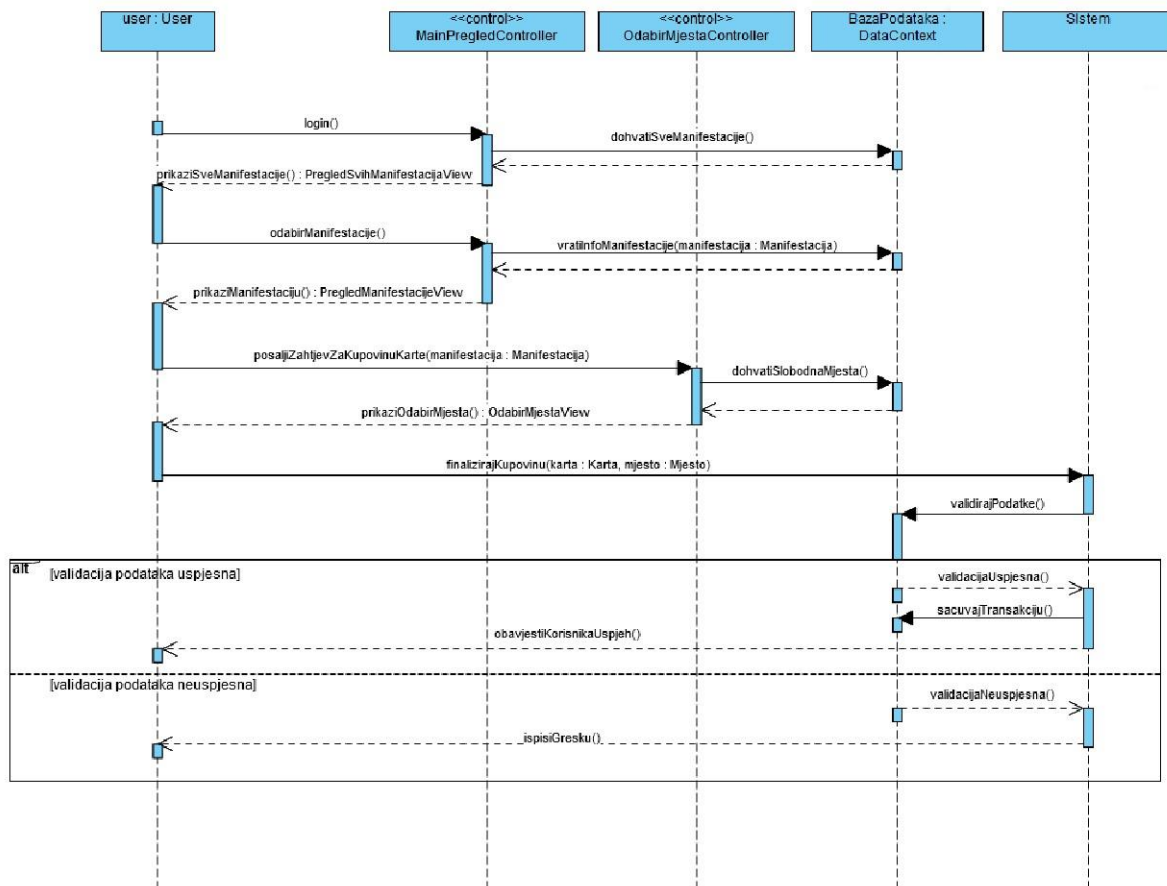 user : User
<<control>>
MainPregledController
<<control>>
OdabirMjestaController
BazaPodataka :
DataContext
Sistem
login()
dohvatiSveManifestacije()
prikaziSveManifestacije() : PregledSvihManifestacijaView
odabirManifestacije()
vratiInfoManifestacije(manifestacija : Manifestacija)
prikaziManifestaciju() : PregledManifestacijeView
posaljiZahtjevZaKupovinuKarte(manifestacija : Manifestacija)
dohvatiSlobodnaMjesta()
prikaziOdabirMjesta() : OdabirMjestaView
finalizirajKupovinu(karta : Karta, mjesto : Mjesto)
validirajPodatke()
alt
[validacija podataka uspjesna]
validacijaUspjesna()
sacuvajTransakciju()
obavjestiKorisnikaUspjeh()
[validacija podataka neuspjesna]
validacijaNeuspjesna()
ispisiGresku()